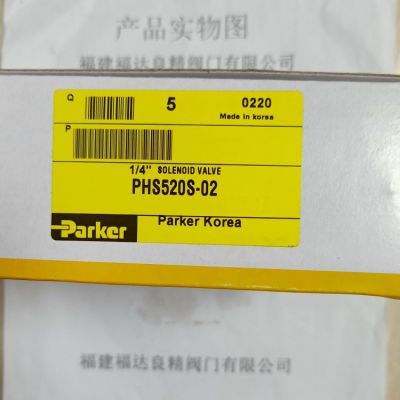 产品实物图
福建福达良精阀门有限公司
Q 5 0220
Made in korea
P
1/4" SOLENOID VALVE
PHS520S-02
Parker Parker Korea
福建福达良精阀门有限公司